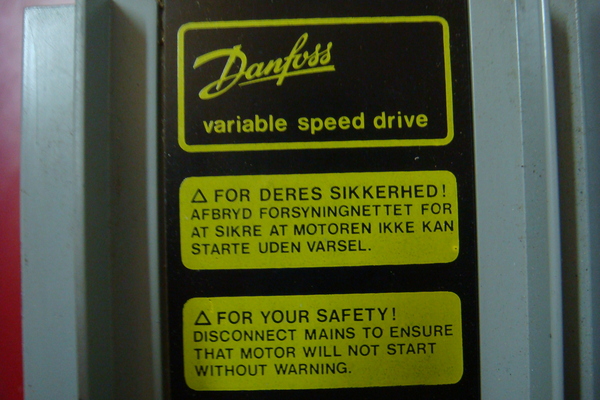 Danfoss
variable speed drive
⚠ FOR DERES SIKKERHED!
AFBRYD FORSYNINGNETTET FOR
AT SIKRE AT MOTOREN IKKE KAN
STARTE UDEN VARSEL.
⚠ FOR YOUR SAFETY!
DISCONNECT MAINS TO ENSURE
THAT MOTOR WILL NOT START
WITHOUT WARNING.